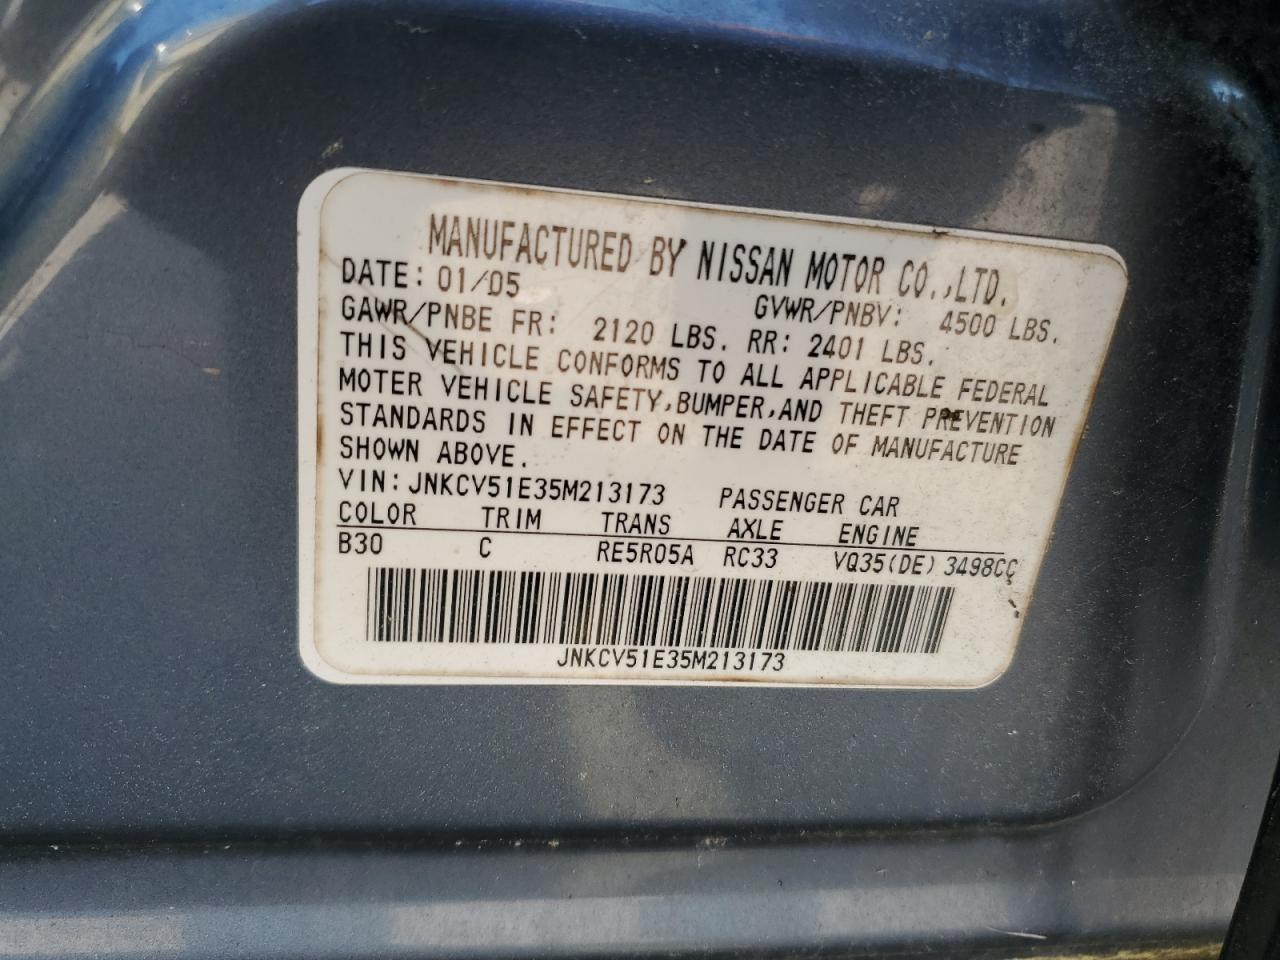 MANUFACTURED BY NISSAN MOTOR CO.,LTD.
DATE: 01/05 GVWR/PNBV: 4500 LBS.
GAWR/PNBE FR: 2120 LBS. RR: 2401 LBS.
THIS VEHICLE CONFORMS TO ALL APPLICABLE FEDERAL
MOTER VEHICLE SAFETY,BUMPER,AND THEFT PREVENTION
STANDARDS IN EFFECT ON THE DATE OF MANUFACTURE
SHOWN ABOVE.
VIN:JNKCV51E35M213173 PASSENGER CAR
COLOR TRIM TRANS AXLE ENGINE
B30 C RE5R05A RC33 VQ35(DE) 3498CC
JNKCV51E35M213173